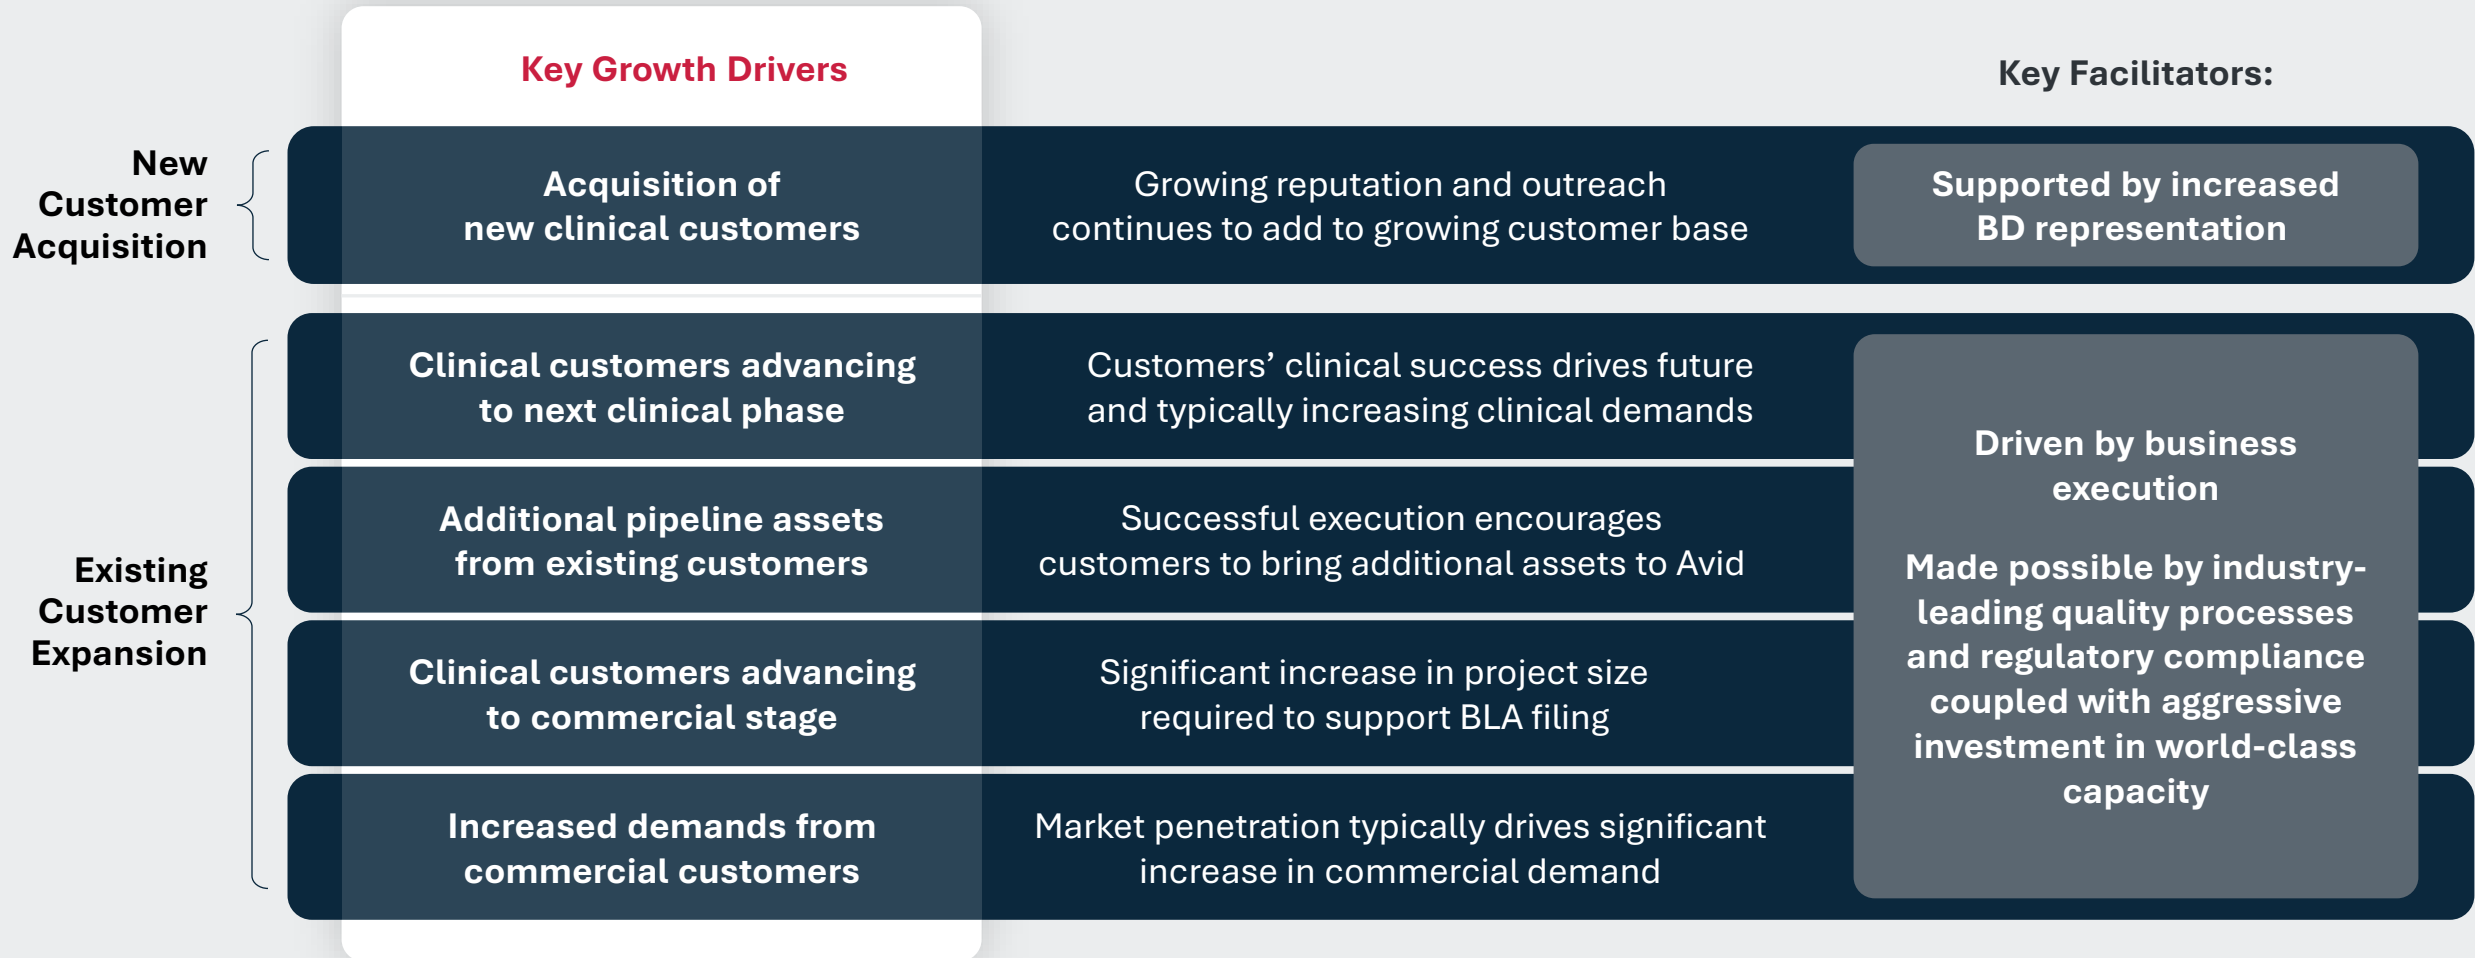 Key Growth Drivers
Key Facilitators:
New
Customer
Acquisition
Acquisition of
new clinical customers
Growing reputation and outreach
continues to add to growing customer base
Supported by increased
BD representation
Existing
Customer
Expansion
Clinical customers advancing
to next clinical phase
Customers’ clinical success drives future
and typically increasing clinical demands
Additional pipeline assets
from existing customers
Successful execution encourages
customers to bring additional assets to Avid
Clinical customers advancing
to commercial stage
Significant increase in project size
required to support BLA filing
Increased demands from
commercial customers
Market penetration typically drives significant
increase in commercial demand
Driven by business
execution
Made possible by industry-
leading quality processes
and regulatory compliance
coupled with aggressive
investment in world-class
capacity